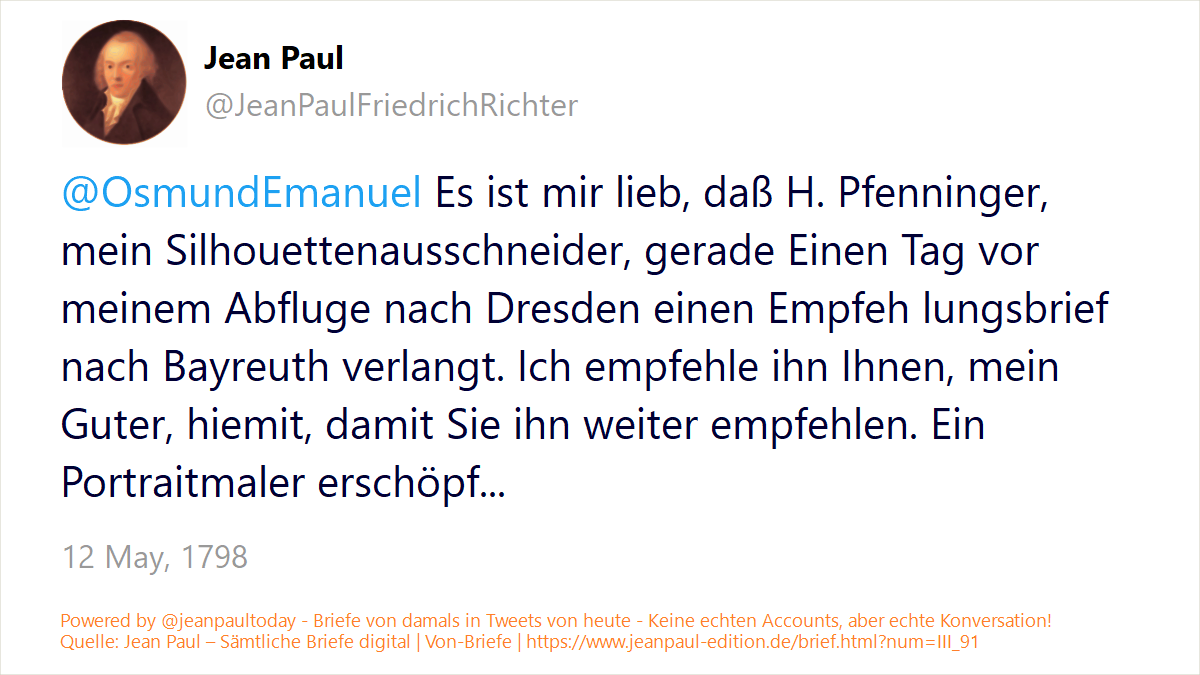 Jean Paul
@JeanPaulFriedrichRichter
@OsmundEmanuel Es ist mir lieb, daß H. Pfenninger,
mein Silhouettenausschneider, gerade Einen Tag vor
meinem Abfluge nach Dresden einen Empfeh lungsbrief
nach Bayreuth verlangt. Ich empfehle ihn Ihnen, mein
Guter, hiemit, damit Sie ihn weiter empfehlen. Ein
Portraitmaler erschöpf...
12 May, 1798
Powered by @jeanpaultoday - Briefe von damals in Tweets von heute - Keine echten Accounts, aber echte Konversation!
Quelle: Jean Paul – Sämtliche Briefe digital | Von-Briefe | https://www.jeanpaul-edition.de/brief.html?num=III_91